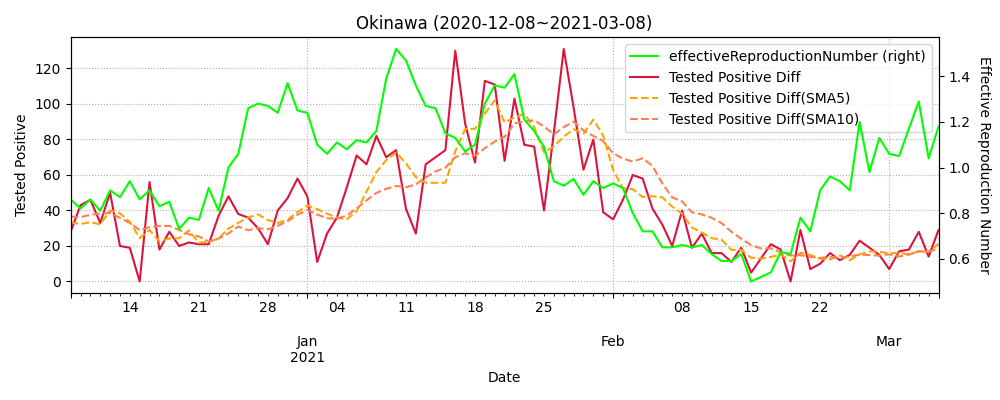 Okinawa (2020-12-08~2021-03-08)
effectiveReproductionNumber (right)
Tested Positive Diff
Tested Positive Diff(SMA5)
Tested Positive Diff(SMA10)
Tested Positive
120
100
80
60
40
20
0
1.4
1.2
1.0
0.8
0.6
Effective Reproduction Number
14 21 28 04 11 18 25 08 15 22
Jan Feb Mar
2021
Date